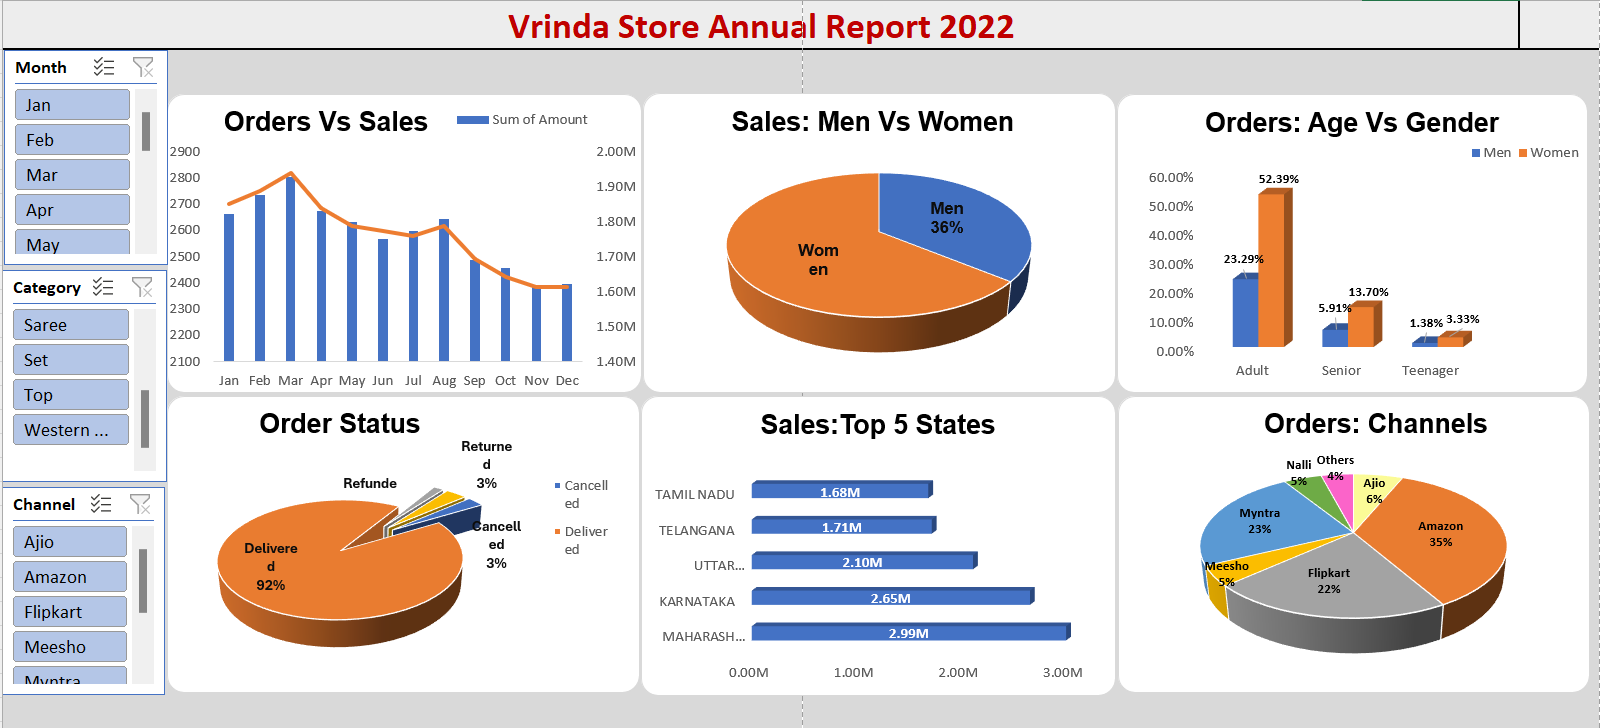 Vrinda Store Annual Report 2022
Month
Jan
Feb
Mar
Apr
May
Category
Saree
Set
Top
Western ...
Channel
Ajio
Amazon
Flipkart
Meesho
Myntra
Orders Vs Sales
Sum of Amount
2900
2800
2700
2600
2500
2400
2300
2200
2100
2.00M
1.90M
1.80M
1.70M
1.60M
1.50M
1.40M
Jan Feb Mar Apr May Jun Jul Aug Sep Oct Nov Dec
Sales: Men Vs Women
Men
36%
Wom
en
Orders: Age Vs Gender
Men Women
60.00%
50.00%
40.00%
30.00%
20.00%
10.00%
0.00%
23.29%
52.39%
5.91%
13.70%
1.38%
3.33%
Adult Senior Teenager
Order Status
Returne
d
3%
Refunde
Cancell
ed
3%
Delivere
d
92%
Cancell
ed
Deliver
ed
Sales:Top 5 States
TAMIL NADU 1.68M
TELANGANA 1.71M
UTTAR... 2.10M
KARNATAKA 2.65M
MAHARASH... 2.99M
0.00M 1.00M 2.00M 3.00M
Orders: Channels
Nalli
5%
Others
4%
Ajio
6%
Myntra
23%
Amazon
35%
Meesho
5%
Flipkart
22%